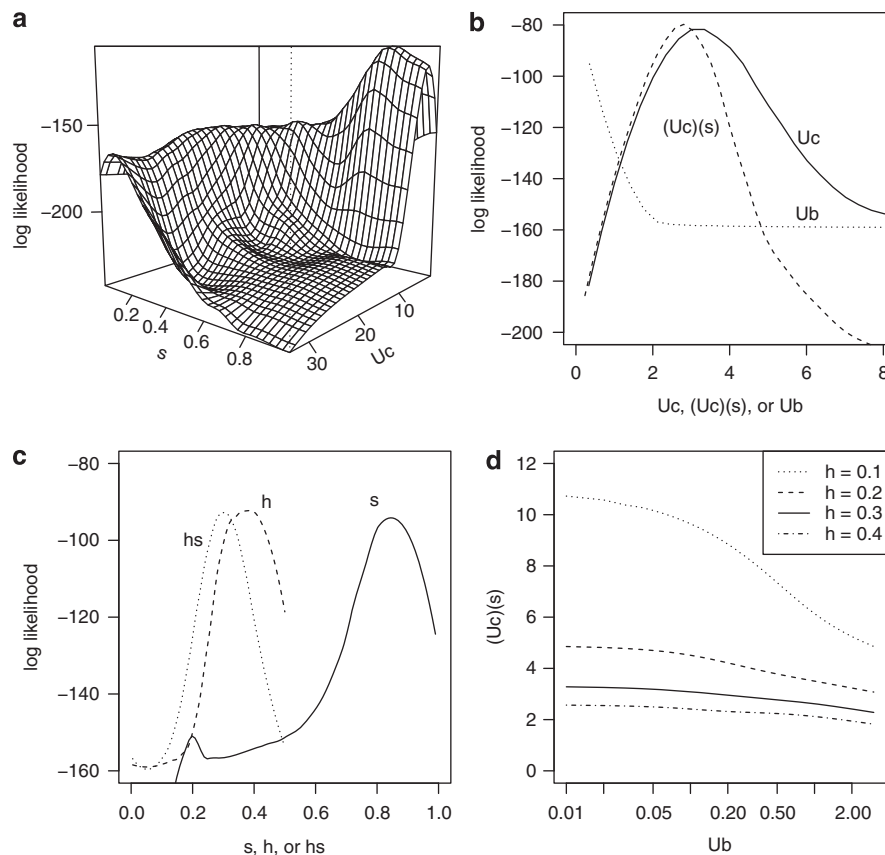 a
log likelihood
−150
−200
0.2
0.4
0.6
0.8
s
10
20
30
Uc
b
log likelihood
−80
−100
−120
−140
−160
−180
−200
(Uc)(s)
Uc
Ub
0 2 4 6 8
Uc, (Uc)(s), or Ub
c
log likelihood
−80
−100
−120
−140
−160
hs
h
s
0.0 0.2 0.4 0.6 0.8 1.0
s, h, or hs
d
(Uc)(s)
12
10
8
6
4
2
0
h = 0.1
h = 0.2
h = 0.3
h = 0.4
0.01 0.05 0.20 0.50 2.00
Ub